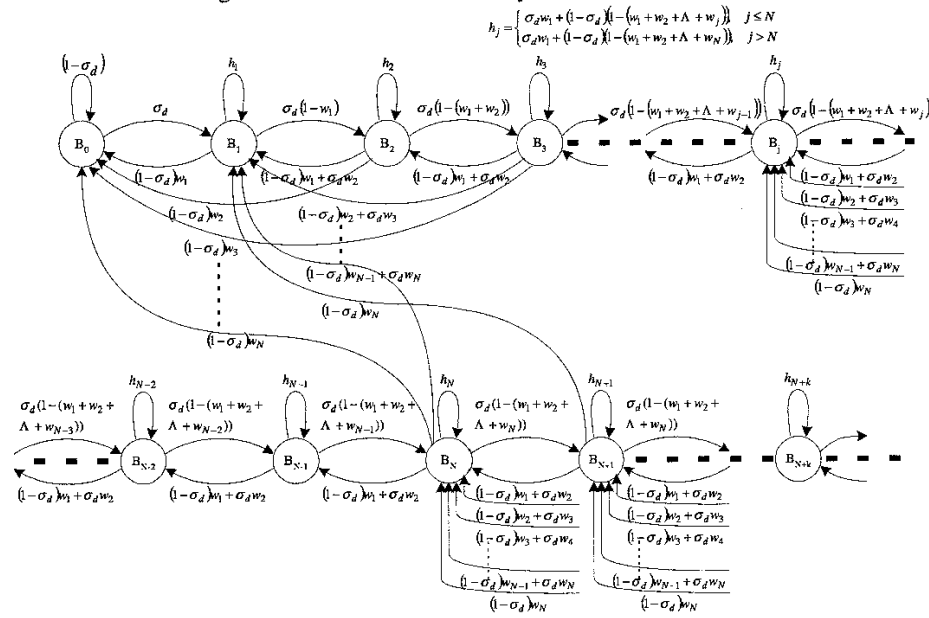 h_j = { σ_d w_1 + (1-σ_d)(1-(w_1+w_2+Λ+w_j)), j ≤ N
σ_d w_1 + (1-σ_d)(1-(w_1+w_2+Λ+w_N)), j > N
(1-σ_d)
h_1
h_2
h_3
h_j
σ_d
σ_d(1-w_1)
σ_d(1-(w_1+w_2))
σ_d(1-(w_1+w_2+Λ+w_{j-1}))
σ_d(1-(w_1+w_2+Λ+w_j))
B_0
B_1
B_2
B_3
B_j
(1-σ_d)w_1
(1-σ_d)w_1+σ_d w_2
(1-σ_d)w_1+σ_d w_2
(1-σ_d)w_1+σ_d w_2
(1-σ_d)w_1+σ_d w_2
(1-σ_d)w_2+σ_d w_3
(1-σ_d)w_3+σ_d w_4
(1-σ_d)w_{N-1}+σ_d w_N
(1-σ_d)w_N
(1-σ_d)w_2
(1-σ_d)w_2+σ_d w_3
(1-σ_d)w_3
(1-σ_d)w_{N-1}+σ_d w_N
(1-σ_d)w_N
(1-σ_d)w_N
h_{N-2}
h_{N-1}
h_N
h_{N+1}
h_{N+k}
σ_d(1-(w_1+w_2+
Λ+w_{N-3}))
σ_d(1-(w_1+w_2+
Λ+w_{N-2}))
σ_d(1-(w_1+w_2+
Λ+w_{N-1}))
σ_d(1-(w_1+w_2+
Λ+w_N))
σ_d(1-(w_1+w_2+
Λ+w_N))
B_{N-2}
B_{N-1}
B_N
B_{N+1}
B_{N+k}
(1-σ_d)w_1+σ_d w_2
(1-σ_d)w_1+σ_d w_2
(1-σ_d)w_1+σ_d w_2
(1-σ_d)w_1+σ_d w_2
(1-σ_d)w_2+σ_d w_3
(1-σ_d)w_3+σ_d w_4
(1-σ_d)w_{N-1}+σ_d w_N
(1-σ_d)w_N
(1-σ_d)w_1+σ_d w_2
(1-σ_d)w_2+σ_d w_3
(1-σ_d)w_3+σ_d w_4
(1-σ_d)w_{N-1}+σ_d w_N
(1-σ_d)w_N